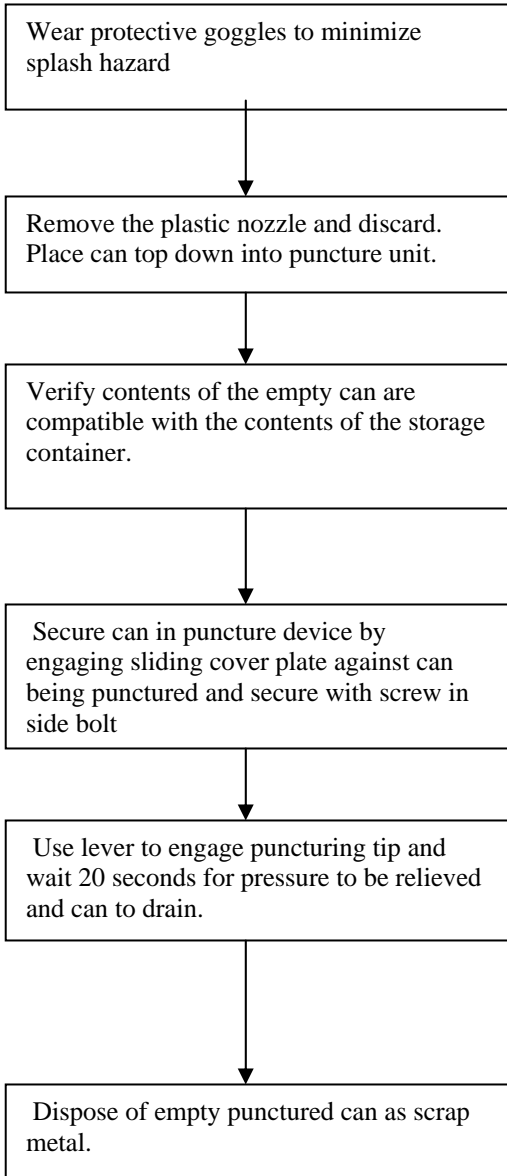 Wear protective goggles to minimize
splash hazard
Remove the plastic nozzle and discard.
Place can top down into puncture unit.
Verify contents of the empty can are
compatible with the contents of the storage
container.
Secure can in puncture device by
engaging sliding cover plate against can
being punctured and secure with screw in
side bolt
Use lever to engage puncturing tip and
wait 20 seconds for pressure to be relieved
and can to drain.
Dispose of empty punctured can as scrap
metal.